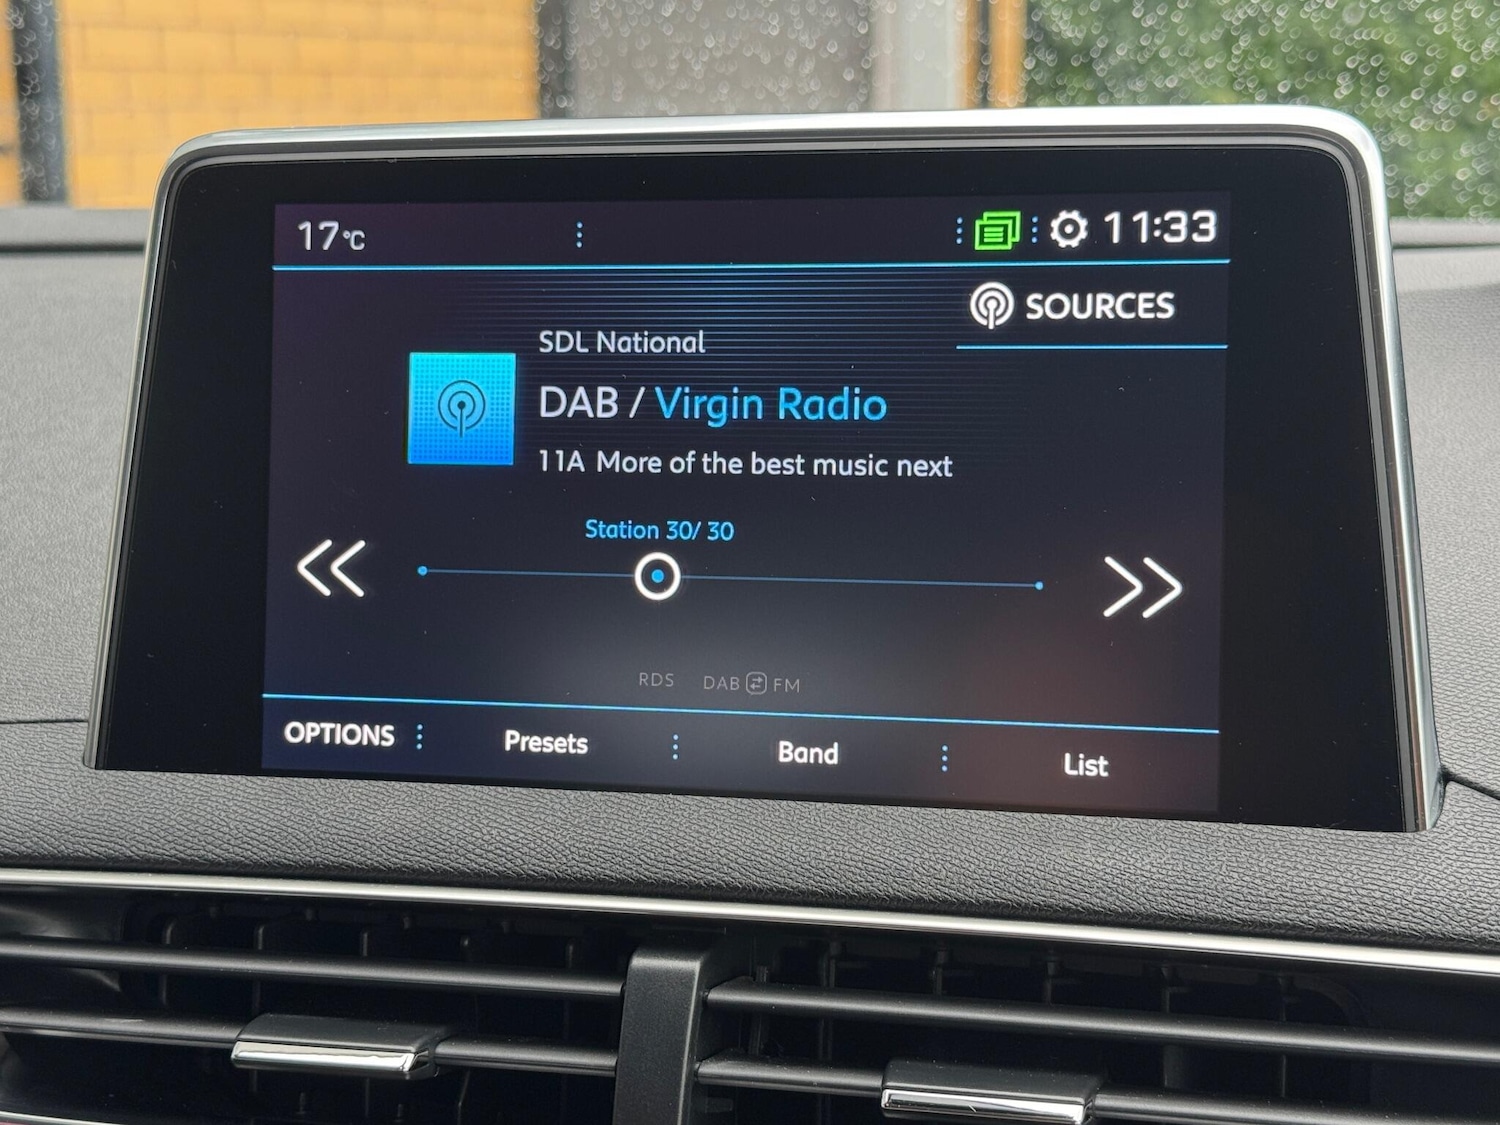 17°C
11:33
SOURCES
SDL National
DAB / Virgin Radio
11A More of the best music next
Station 30/ 30
RDS DAB FM
OPTIONS Presets Band List